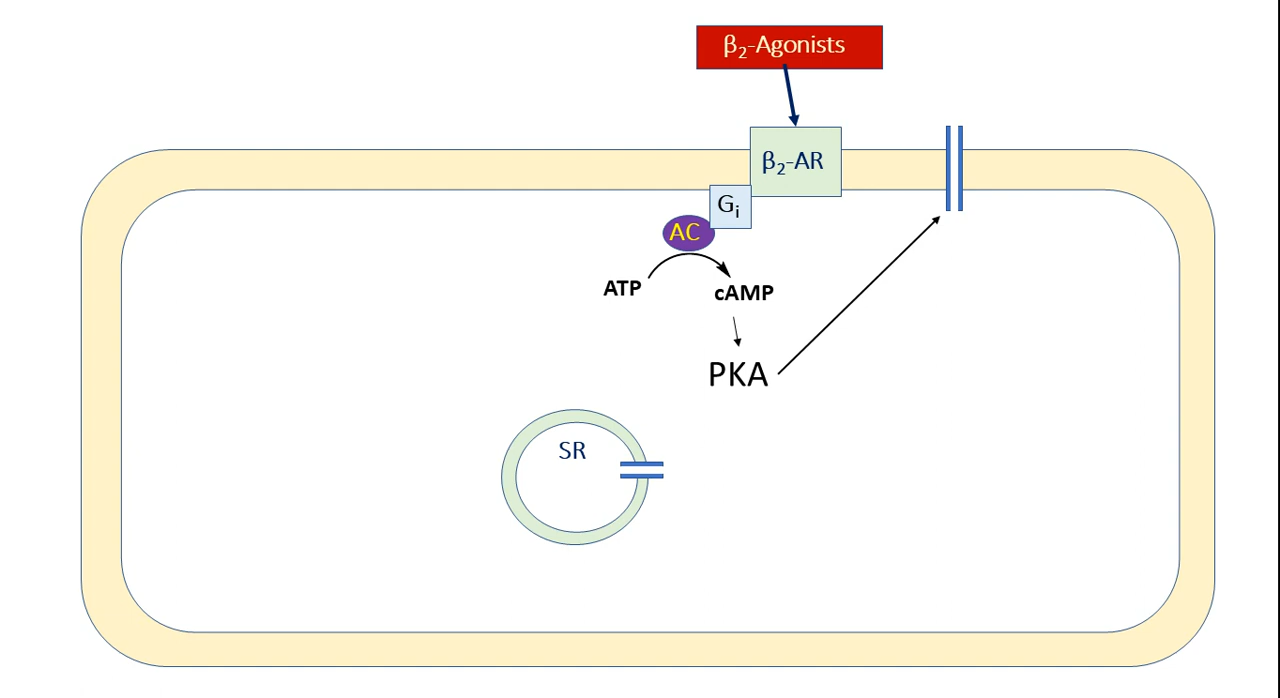 β₂-Agonists
β₂-AR
Gᵢ
AC
ATP
cAMP
PKA
SR